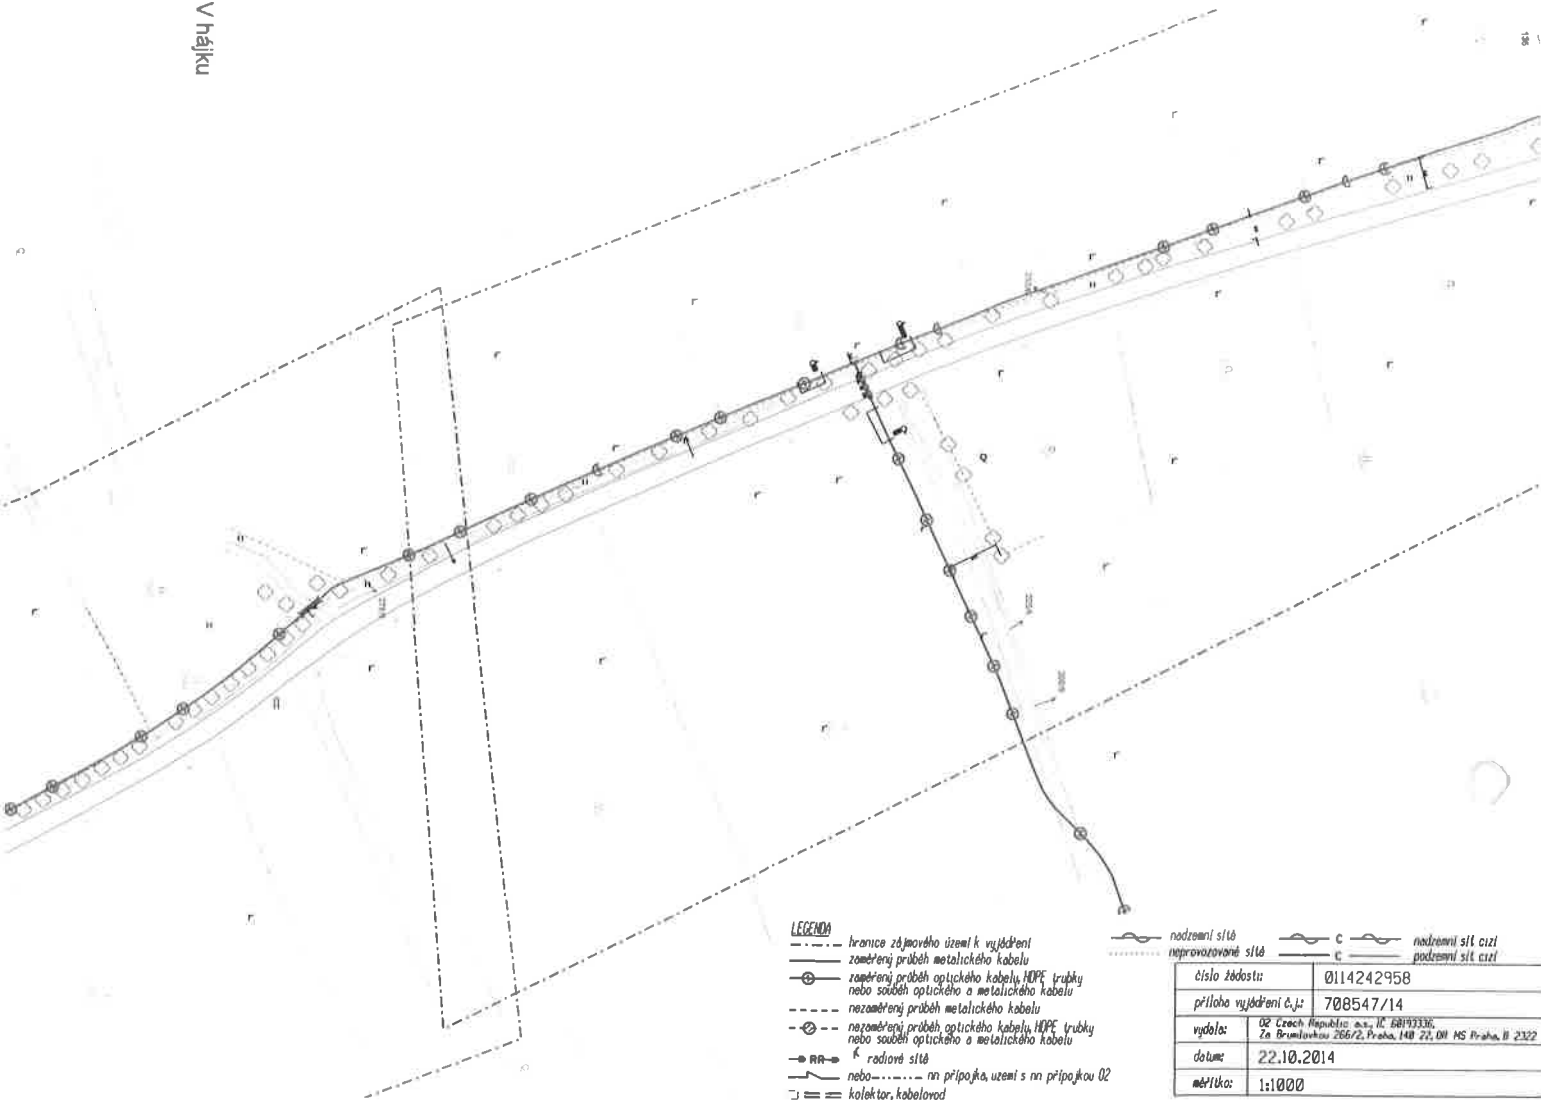 V hájku
LEGENDA
hranice zájmového území k vyjádření
zaměřený průběh metalického kabelu
zaměřený průběh optického kabelu, HDPE trubky
nebo souběh optického a metalického kabelu
nezaměřený průběh metalického kabelu
nezaměřený průběh optického kabelu, HDPE trubky
nebo souběh optického a metalického kabelu
RR radiové sítě
nebo nn přípojka, území s nn přípojkou O2
kolektor, kabelovod
nadzemní sítě
neprovozované sítě
C nadzemní sít cizí
C podzemní sít cizí
číslo žádosti: 0114242958
příloha vyjádření č.j.: 708547/14
vydala: O2 Czech Republic a.s., IČ 60193336,
Za Brumlovkou 266/2, Praha, 140 22, OR MS Praha, B 2322
datum: 22.10.2014
měřítko: 1:1000